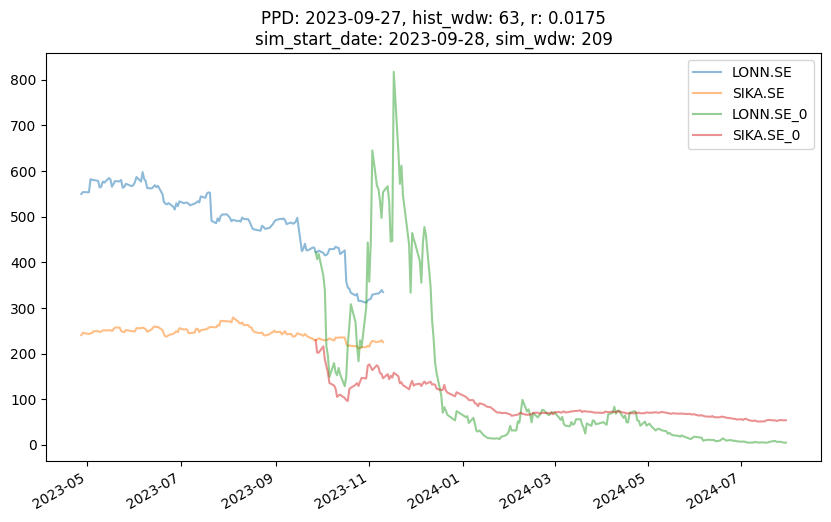 PPD: 2023-09-27, hist_wdw: 63, r: 0.0175
sim_start_date: 2023-09-28, sim_wdw: 209
LONN.SE
SIKA.SE
LONN.SE_0
SIKA.SE_0
800
700
600
500
400
300
200
100
0
2023-05
2023-07
2023-09
2023-11
2024-01
2024-03
2024-05
2024-07